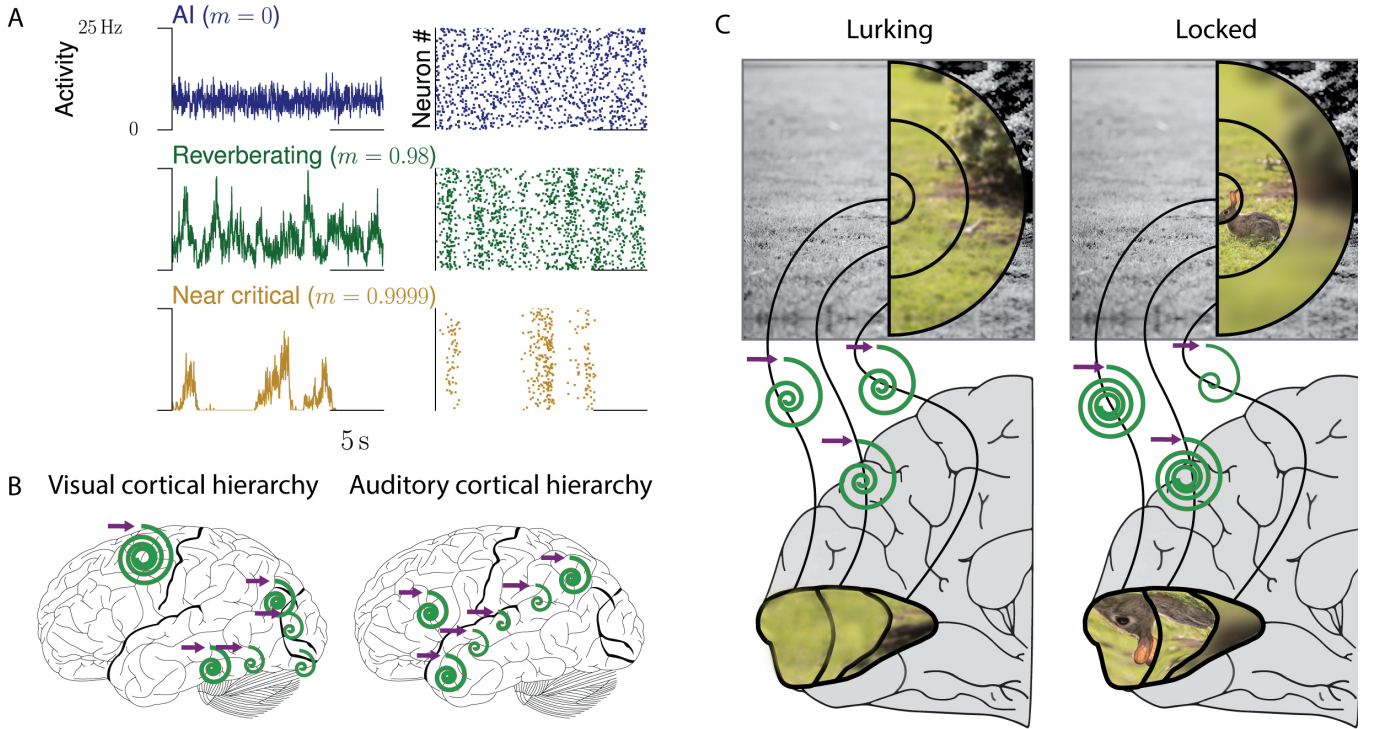 A
AI (m = 0)
25 Hz
Activity
0
Neuron #
Reverberating (m = 0.98)
Near critical (m = 0.9999)
5 s
B
Visual cortical hierarchy
Auditory cortical hierarchy
C
Lurking
Locked